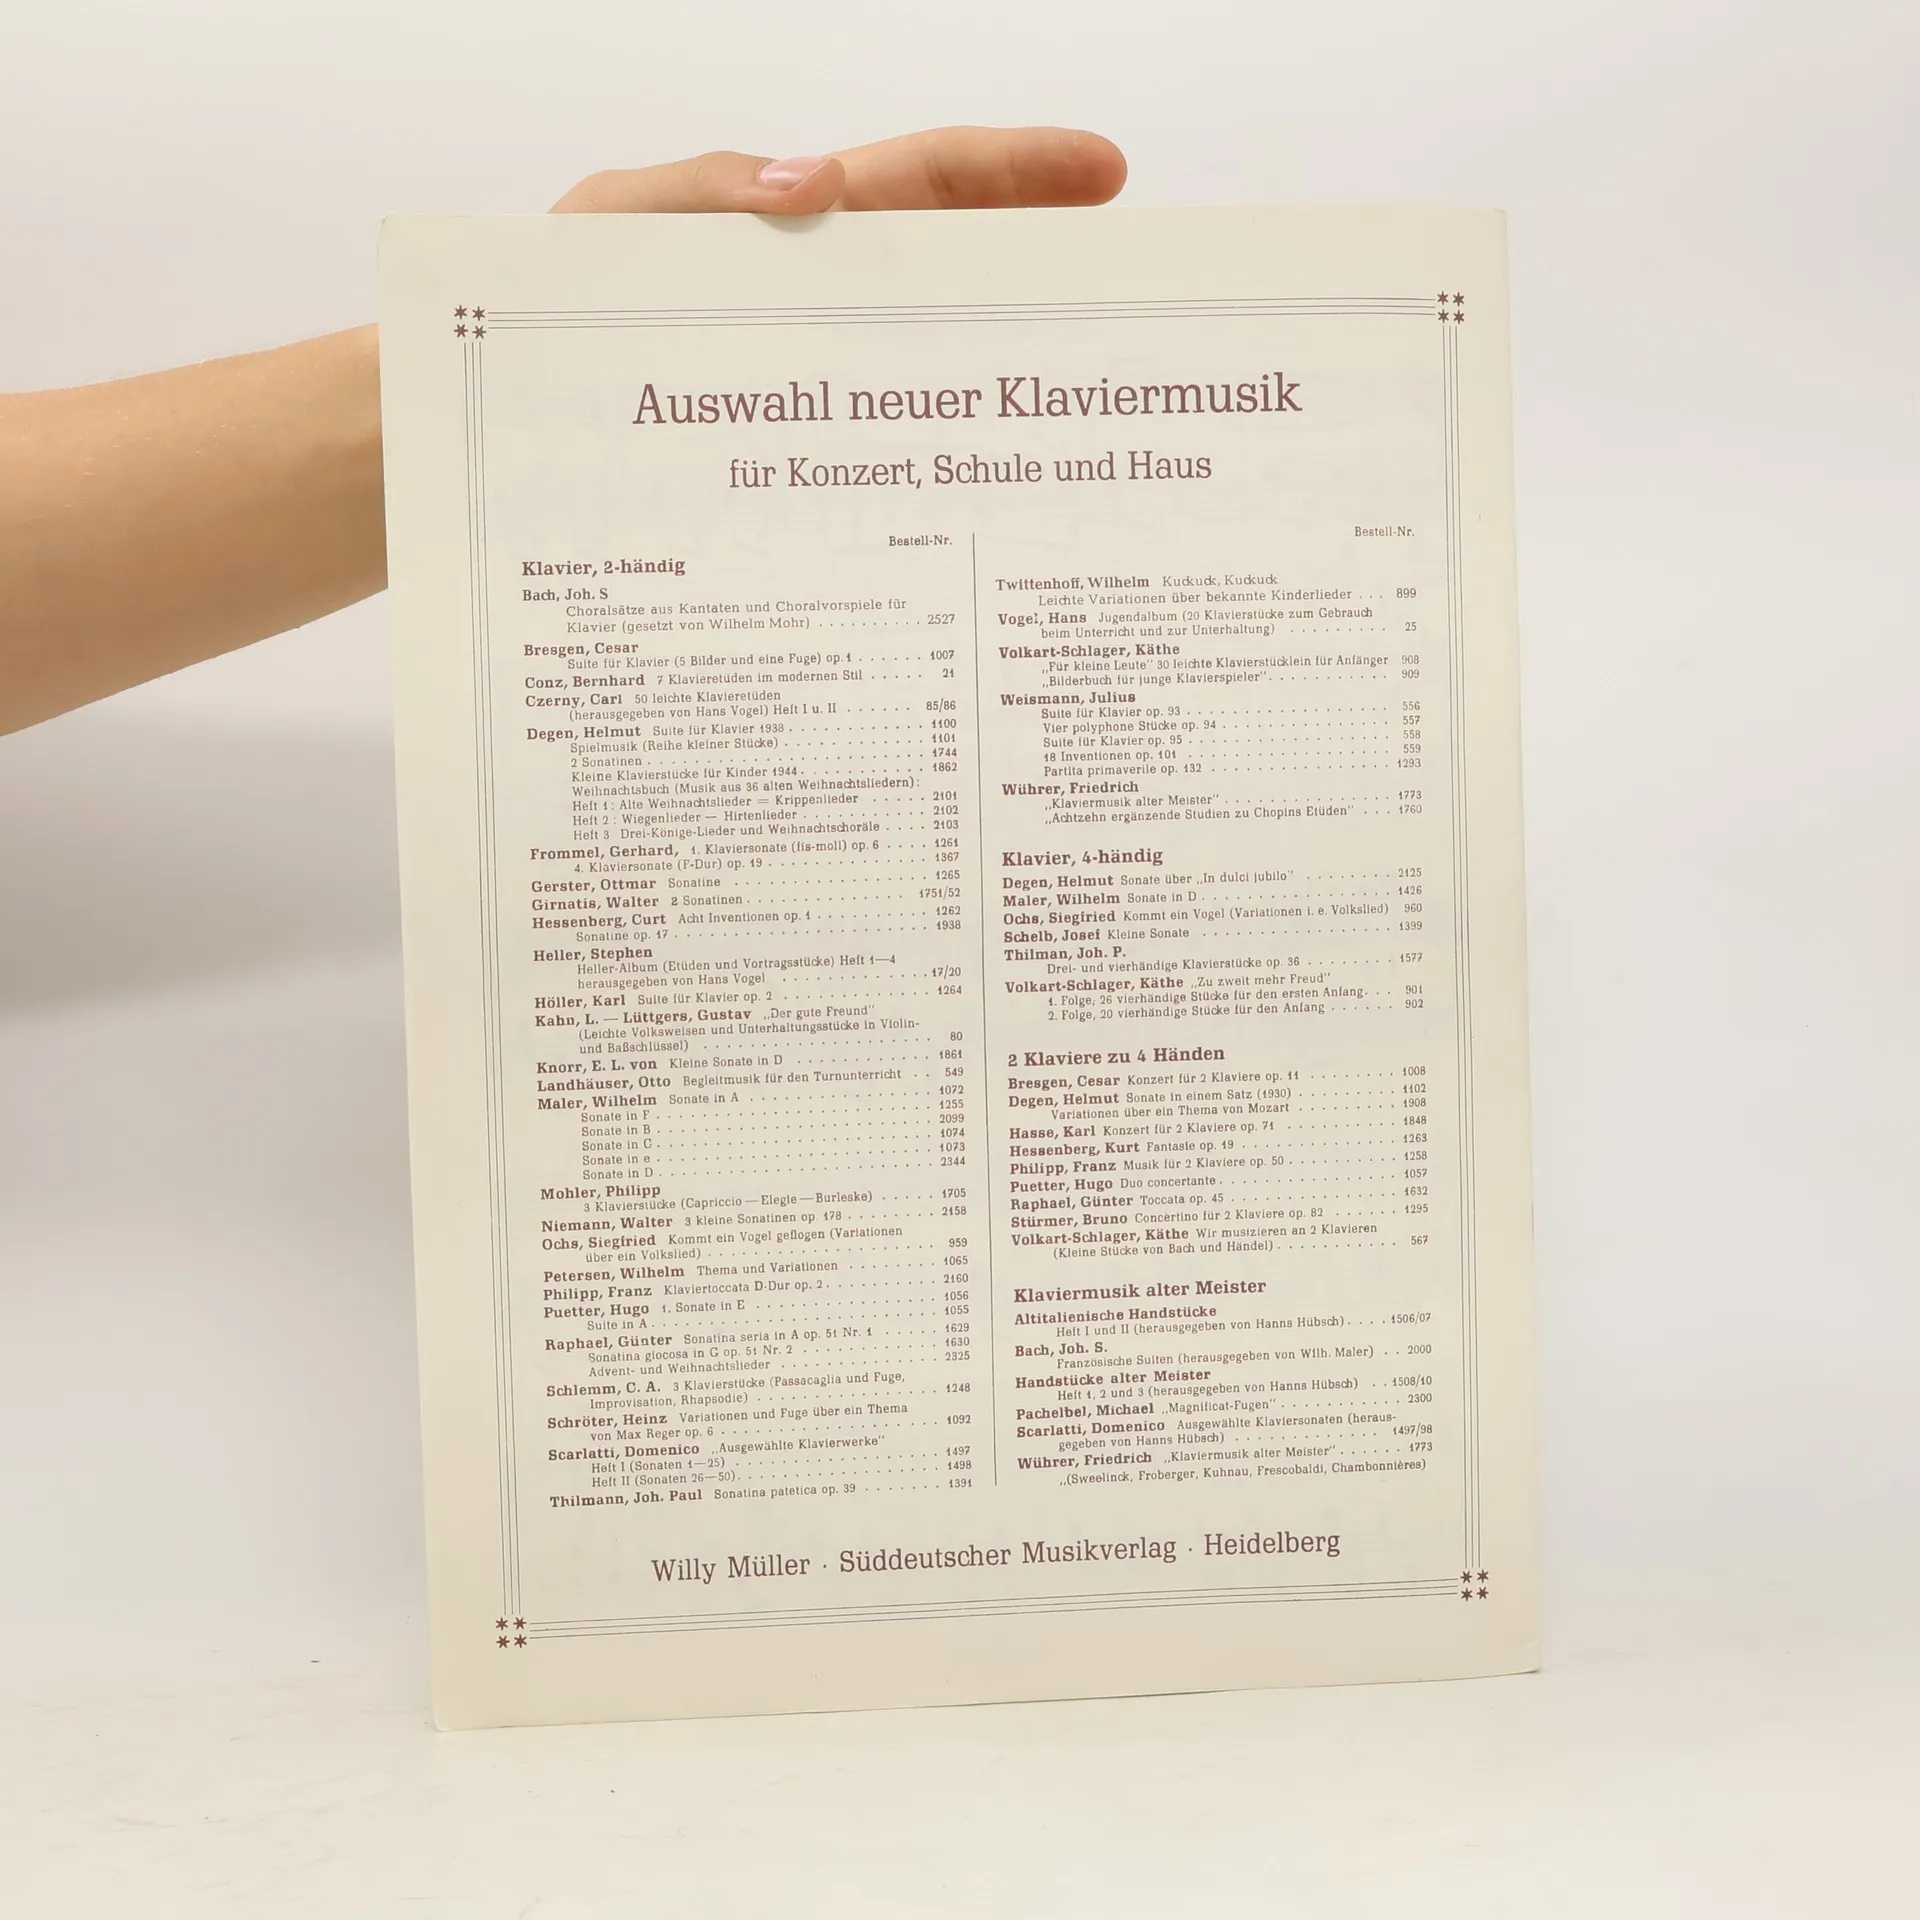 Auswahl neuer Klaviermusik
für Konzert, Schule und Haus
Bestell-Nr.
Klavier, 2-händig
Bach, Joh. S
Choralsätze aus Kantaten und Choralvorspiele für
Klavier (gesetzt von Wilhelm Mohr) . . . . . . . . . . 2527
Bresgen, Cesar
Suite für Klavier (5 Bilder und eine Fuge) op. 1 . . . . . . 1007
Conz, Bernhard 7 Klavieretüden im modernen Stil . . . . . 21
Czerny, Carl 50 leichte Klavieretüden
(herausgegeben von Hans Vogel) Heft I u. II . . . . . . 85/86
Degen, Helmut Suite für Klavier 1938 . . . . . . . . . . . . 1100
Spielmusik (Reihe kleiner Stücke) . . . . . . . . . . . 1101
2 Sonatinen . . . . . . . . . . . . . . . . . . . . . . 1744
Kleine Klavierstücke für Kinder 1944 . . . . . . . . . . 1862
Weihnachtsbuch (Musik aus 36 alten Weihnachtsliedern):
Heft 1: Alte Weihnachtslieder = Krippenlieder . . . . . 2101
Heft 2: Wiegenlieder — Hirtenlieder . . . . . . . . . . 2102
Heft 3 Drei-Könige-Lieder und Weihnachtschoräle . . . . 2103
Frommel, Gerhard, 1. Klaviersonate (fis-moll) op. 6 . . . . 1261
4. Klaviersonate (F-Dur) op. 19 . . . . . . . . . . . . 1367
Gerster, Ottmar Sonatine . . . . . . . . . . . . . . . . . 1265
Girnatis, Walter 2 Sonatinen . . . . . . . . . . . . . . 1751/52
Hessenberg, Curt Acht Inventionen op. 1 . . . . . . . . . . 1262
Sonatine op. 17 . . . . . . . . . . . . . . . . . . . . 1938
Heller, Stephen
Heller-Album (Etüden und Vortragsstücke) Heft 1—4
herausgegeben von Hans Vogel . . . . . . . . . . . . . 17/20
Höller, Karl Suite für Klavier op. 2 . . . . . . . . . . . . 1264
Kahn, L. — Lüttgers, Gustav „Der gute Freund"
(Leichte Volksweisen und Unterhaltungsstücke in Violin-
und Baßschlüssel) . . . . . . . . . . . . . . . . . . . 80
Knorr, E. L. von Kleine Sonate in D . . . . . . . . . . . . 1861
Landhäuser, Otto Begleitmusik für den Turnunterricht . . 549
Maler, Wilhelm Sonate in A . . . . . . . . . . . . . . . . 1072
Sonate in F . . . . . . . . . . . . . . . . . . . . . . 1255
Sonate in B . . . . . . . . . . . . . . . . . . . . . . 2099
Sonate in C . . . . . . . . . . . . . . . . . . . . . . 1074
Sonate in e . . . . . . . . . . . . . . . . . . . . . . 1073
Sonate in D . . . . . . . . . . . . . . . . . . . . . . 2344
Mohler, Philipp
3 Klavierstücke (Capriccio — Elegie — Burleske) . . . . . 1705
Niemann, Walter 3 kleine Sonatinen op. 178 . . . . . . . . 2158
Ochs, Siegfried Kommt ein Vogel geflogen (Variationen
über ein Volkslied) . . . . . . . . . . . . . . . . . . 959
Petersen, Wilhelm Thema und Variationen . . . . . . . . 1065
Philipp, Franz Klaviertoccata D-Dur op. 2 . . . . . . . . . 2160
Puetter, Hugo 1. Sonate in E . . . . . . . . . . . . . . . 1056
Suite in A . . . . . . . . . . . . . . . . . . . . . . . 1055
Raphael, Günter Sonatina seria in A op. 51 Nr. 1 . . . . . 1629
Sonatina giocosa in G op. 51 Nr. 2 . . . . . . . . . . . 1630
Advent- und Weihnachtslieder . . . . . . . . . . . . . 2325
Schlemm, C. A. 3 Klavierstücke (Passacaglia und Fuge,
Improvisation, Rhapsodie) . . . . . . . . . . . . . . . 1248
Schröter, Heinz Variationen und Fuge über ein Thema
von Max Reger op. 6 . . . . . . . . . . . . . . . . . . 1092
Scarlatti, Domenico „Ausgewählte Klavierwerke"
Heft I (Sonaten 1—25) . . . . . . . . . . . . . . . . . 1497
Heft II (Sonaten 26—50) . . . . . . . . . . . . . . . . 1498
Thilmann, Joh. Paul Sonatina patetica op. 39 . . . . . . . 1391
Bestell-Nr.
Twittenhoff, Wilhelm Kuckuck, Kuckuck
Leichte Variationen über bekannte Kinderlieder . . . 899
Vogel, Hans Jugendalbum (20 Klavierstücke zum Gebrauch
beim Unterricht und zur Unterhaltung) . . . . . . . . . 25
Volkart-Schlager, Käthe
„Für kleine Leute" 30 leichte Klavierstücklein für Anfänger 908
„Bilderbuch für junge Klavierspieler" . . . . . . . . . . . 909
Weismann, Julius
Suite für Klavier op. 93 . . . . . . . . . . . . . . . . . 556
Vier polyphone Stücke op. 94 . . . . . . . . . . . . . . 557
Suite für Klavier op. 95 . . . . . . . . . . . . . . . . . 558
18 Inventionen op. 101 . . . . . . . . . . . . . . . . . 559
Partita primaverile op. 132 . . . . . . . . . . . . . . . 1293
Wührer, Friedrich
„Klaviermusik alter Meister" . . . . . . . . . . . . . . 1773
„Achtzehn ergänzende Studien zu Chopins Etüden" . . . 1760
Klavier, 4-händig
Degen, Helmut Sonate über „In dulci jubilo" . . . . . . . . 2125
Maler, Wilhelm Sonate in D . . . . . . . . . . . . . . . . 1426
Ochs, Siegfried Kommt ein Vogel (Variationen i. e. Volkslied) 960
Schelb, Josef Kleine Sonate . . . . . . . . . . . . . . . . 1399
Thilman, Joh. P.
Drei- und vierhändige Klavierstücke op. 36 . . . . . . . . 1577
Volkart-Schlager, Käthe „Zu zweit mehr Freud"
1. Folge; 26 vierhändige Stücke für den ersten Anfang . . . 901
2. Folge, 20 vierhändige Stücke für den Anfang . . . . . . 902
2 Klaviere zu 4 Händen
Bresgen, Cesar Konzert für 2 Klaviere op. 11 . . . . . . . . 1008
Degen, Helmut Sonate in einem Satz (1930) . . . . . . . . . 1102
Variationen über ein Thema von Mozart . . . . . . . . . 1908
Hasse, Karl Konzert für 2 Klaviere op. 71 . . . . . . . . . . 1848
Hessenberg, Kurt Fantasie op. 19 . . . . . . . . . . . . . 1263
Philipp, Franz Musik für 2 Klaviere op. 50 . . . . . . . . . . 1258
Puetter, Hugo Duo concertante . . . . . . . . . . . . . . . 1057
Raphael, Günter Toccata op. 45 . . . . . . . . . . . . . . 1632
Stürmer, Bruno Concertino für 2 Klaviere op. 82 . . . . . . 1295
Volkart-Schlager, Käthe Wir musizieren an 2 Klavieren
(Kleine Stücke von Bach und Händel) . . . . . . . . . . 567
Klaviermusik alter Meister
Altitalienische Handstücke
Heft I und II (herausgegeben von Hanns Hübsch) . . . . 1506/07
Bach, Joh. S.
Französische Suiten (herausgegeben von Wilh. Maler) . . 2000
Handstücke alter Meister
Heft 1, 2 und 3 (herausgegeben von Hanns Hübsch) . . 1508/10
Pachelbel, Michael „Magnificat-Fugen" . . . . . . . . . . . 2300
Scarlatti, Domenico Ausgewählte Klaviersonaten (heraus-
gegeben von Hanns Hübsch) . . . . . . . . . . . . 1497/98
Wührer, Friedrich „Klaviermusik alter Meister" . . . . . . 1773
„(Sweelinck, Froberger, Kuhnau, Frescobaldi, Chambonnières)
Willy Müller · Süddeutscher Musikverlag · Heidelberg